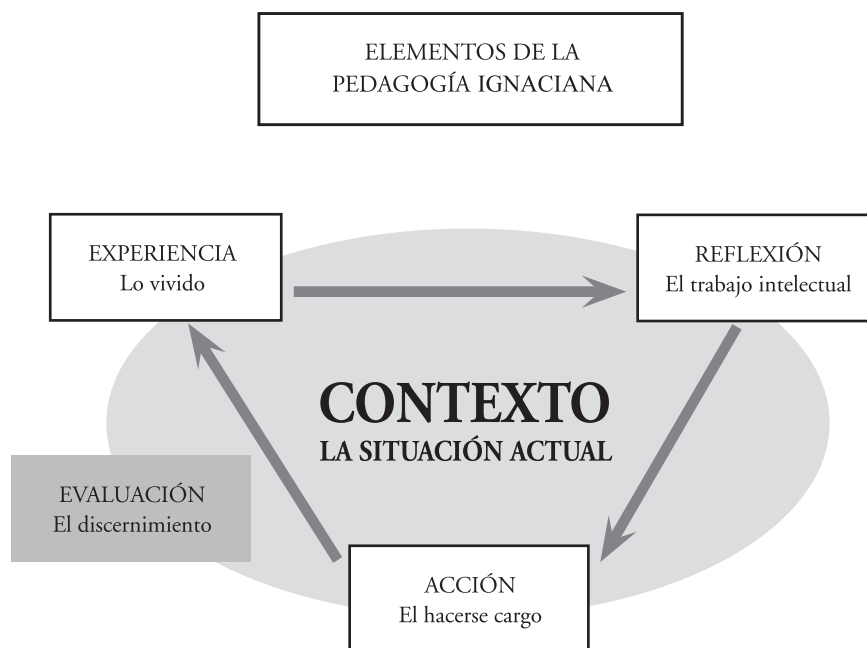 ELEMENTOS DE LA
PEDAGOGÍA IGNACIANA
EXPERIENCIA
Lo vivido
REFLEXIÓN
El trabajo intelectual
CONTEXTO
LA SITUACIÓN ACTUAL
EVALUACIÓN
El discernimiento
ACCIÓN
El hacerse cargo